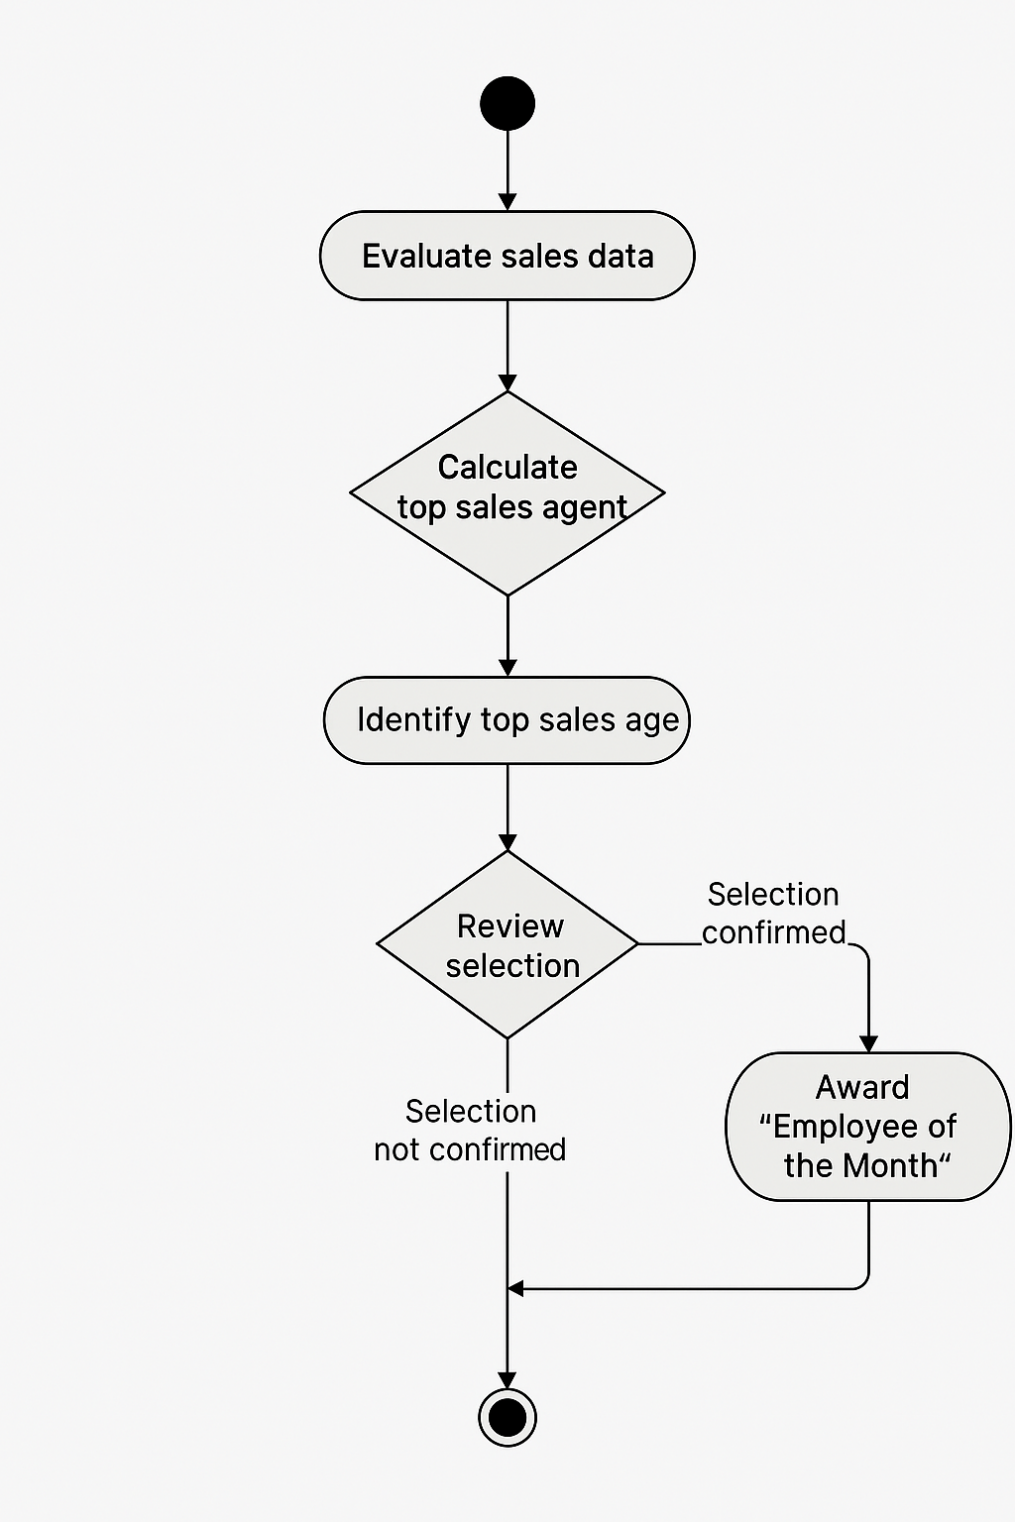 Evaluate sales data
Calculate
top sales agent
Identify top sales age
Review
selection
Selection
confirmed
Selection
not confirmed
Award
“Employee of
the Month“